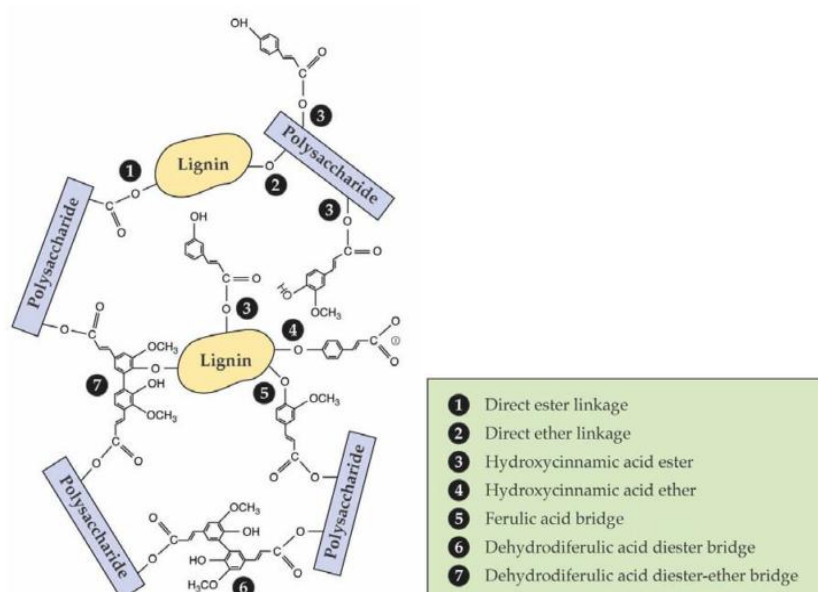 OH
O
C
O
3
Polysaccharide
Lignin
1
O
O
2
C
O
Polysaccharide
3
O
C
O
OH
O
C
HO
OCH₃
O
3
4
O
O
C
O
O
C
OCH₃
Lignin
O
O
C
O
7
OH
OCH₃
5
O
OCH₃
O
C
O
C
O
O
Polysaccharide
Polysaccharide
O
C
O
OCH₃
OH
HO
O
C
O
H₃CO
6
1 Direct ester linkage
2 Direct ether linkage
3 Hydroxycinnamic acid ester
4 Hydroxycinnamic acid ether
5 Ferulic acid bridge
6 Dehydrodiferulic acid diester bridge
7 Dehydrodiferulic acid diester-ether bridge